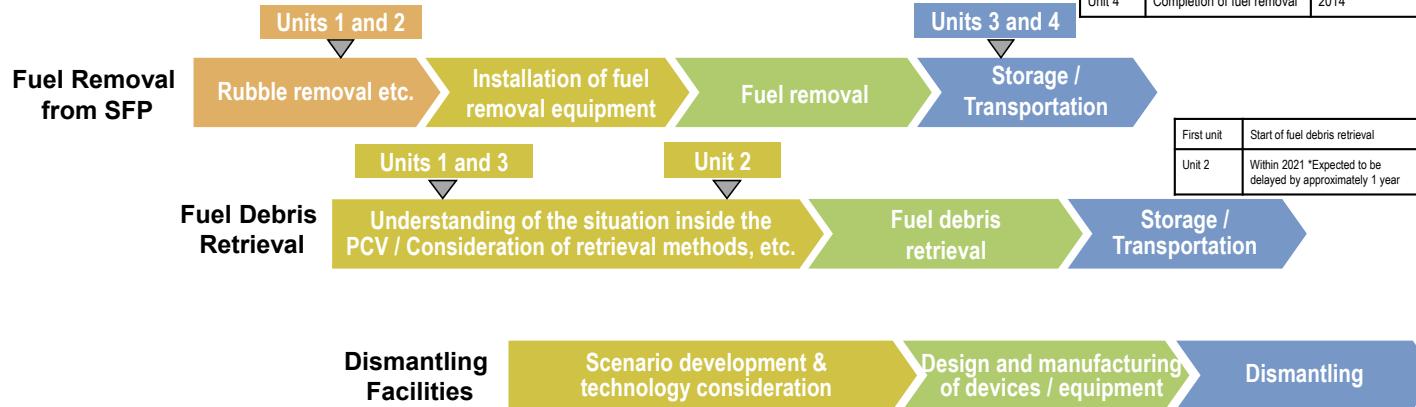 Unit 4 Completion of fuel removal 2014
Units 1 and 2
Units 3 and 4
Fuel Removal
from SFP
Rubble removal etc.
Installation of fuel
removal equipment
Fuel removal
Storage /
Transportation
First unit Start of fuel debris retrieval
Unit 2 Within 2021 *Expected to be
delayed by approximately 1 year
Units 1 and 3
Unit 2
Fuel Debris
Retrieval
Understanding of the situation inside the
PCV / Consideration of retrieval methods, etc.
Fuel debris
retrieval
Storage /
Transportation
Dismantling
Facilities
Scenario development &
technology consideration
Design and manufacturing
of devices / equipment
Dismantling